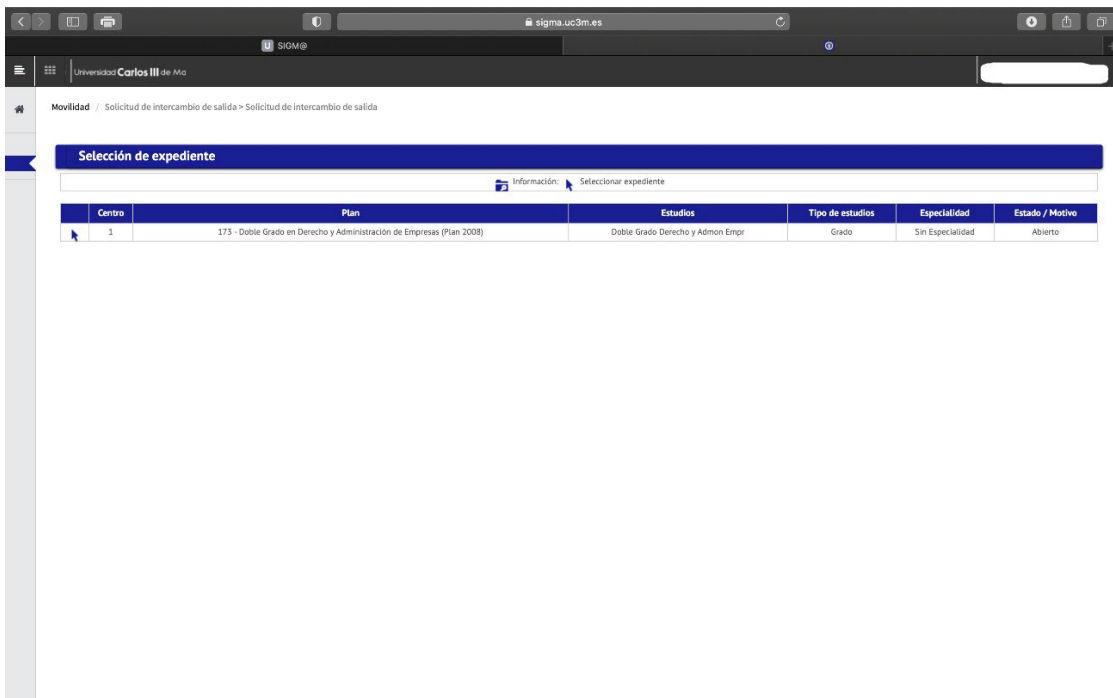 sigma.uc3m.es
U SIGM@
Universidad Carlos III de Ma
Movilidad / Solicitud de intercambio de salida > Solicitud de intercambio de salida
Selección de expediente
Información: Seleccionar expediente
Centro Plan Estudios Tipo de estudios Especialidad Estado / Motivo
1 173 - Doble Grado en Derecho y Administración de Empresas (Plan 2008) Doble Grado Derecho y Admon Empr Grado Sin Especialidad Abierto